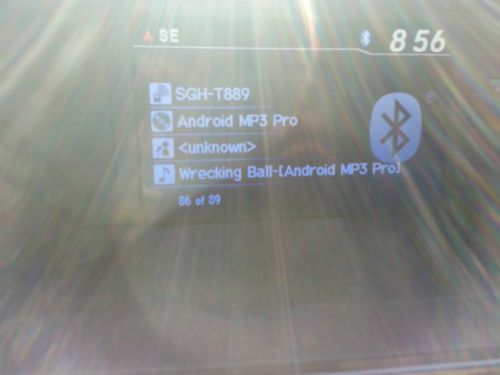 SE 8 56
SGH-T889
Android MP3 Pro
<unknown>
Wrecking Ball-[Android MP3 Pro]
86 of 89